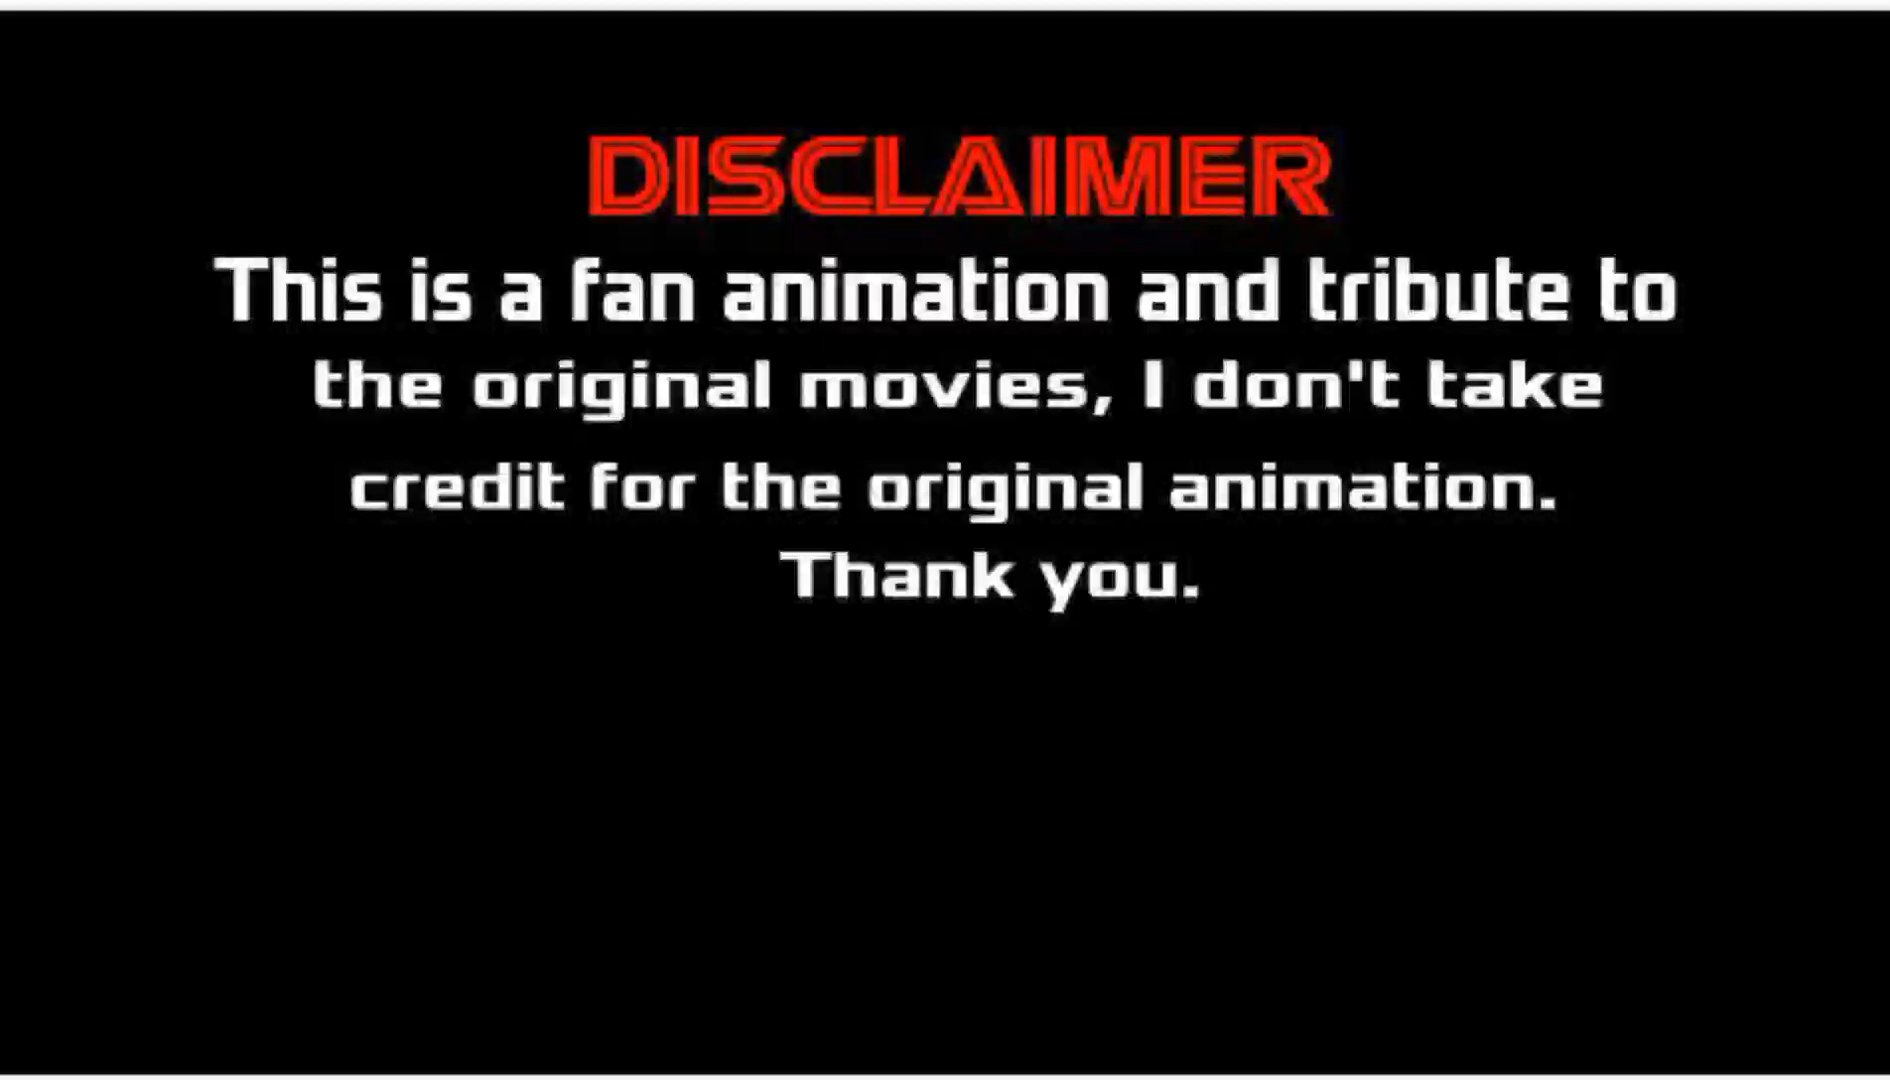 DISCLAIMER
This is a fan animation and tribute to
the original movies, I don't take
credit for the original animation.
Thank you.